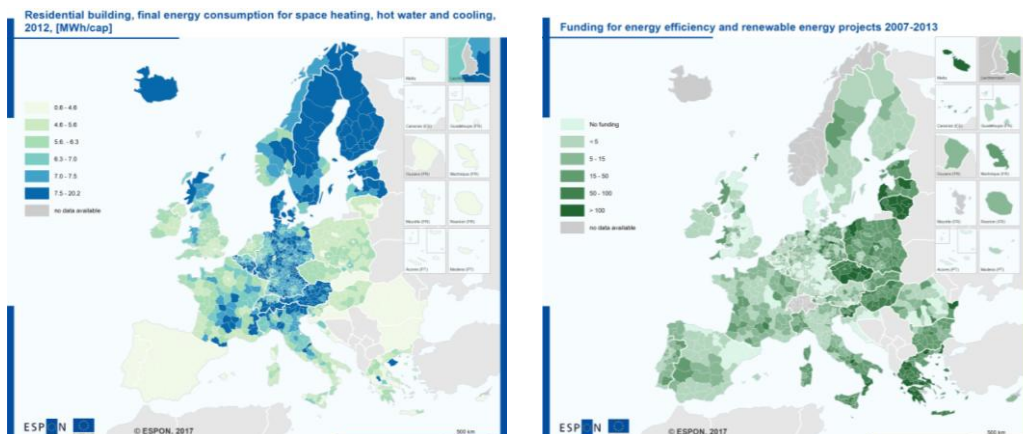 Residential building, final energy consumption for space heating, hot water and cooling,
2012, [MWh/cap]
0.6 - 4.6
4.6 - 5.6
5.6. - 6.3
6.3 - 7.0
7.0 - 7.5
7.5 - 20.2
no data available
Malta
Canarias (ES)
Guadeloupe (FR)
Guyane (FR)
Martinique (FR)
Mayotte (FR)
Reunion (FR)
Açores (PT)
Madeira (PT)
ESPON
© ESPON, 2017
500 km
Funding for energy efficiency and renewable energy projects 2007-2013
No funding
< 5
5 - 15
15 - 50
50 - 100
> 100
no data available
Malta
Liechtenstein
Canarias (ES)
Guadeloupe (FR)
Guyane (FR)
Martinique (FR)
Mayotte (FR)
Reunion (FR)
Açores (PT)
Madeira (PT)
ESPON
© ESPON, 2017
500 km